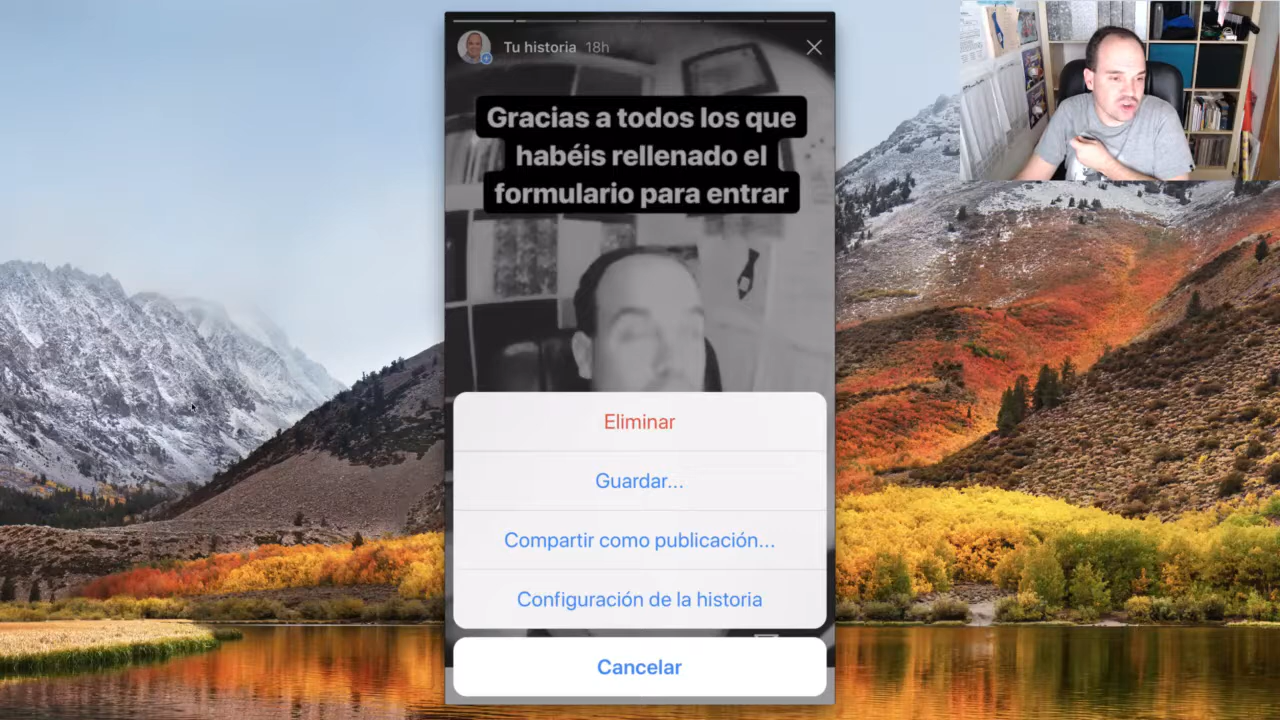 Tu historia 18h
Gracias a todos los que
habéis rellenado el
formulario para entrar
Eliminar
Guardar...
Compartir como publicación...
Configuración de la historia
Cancelar